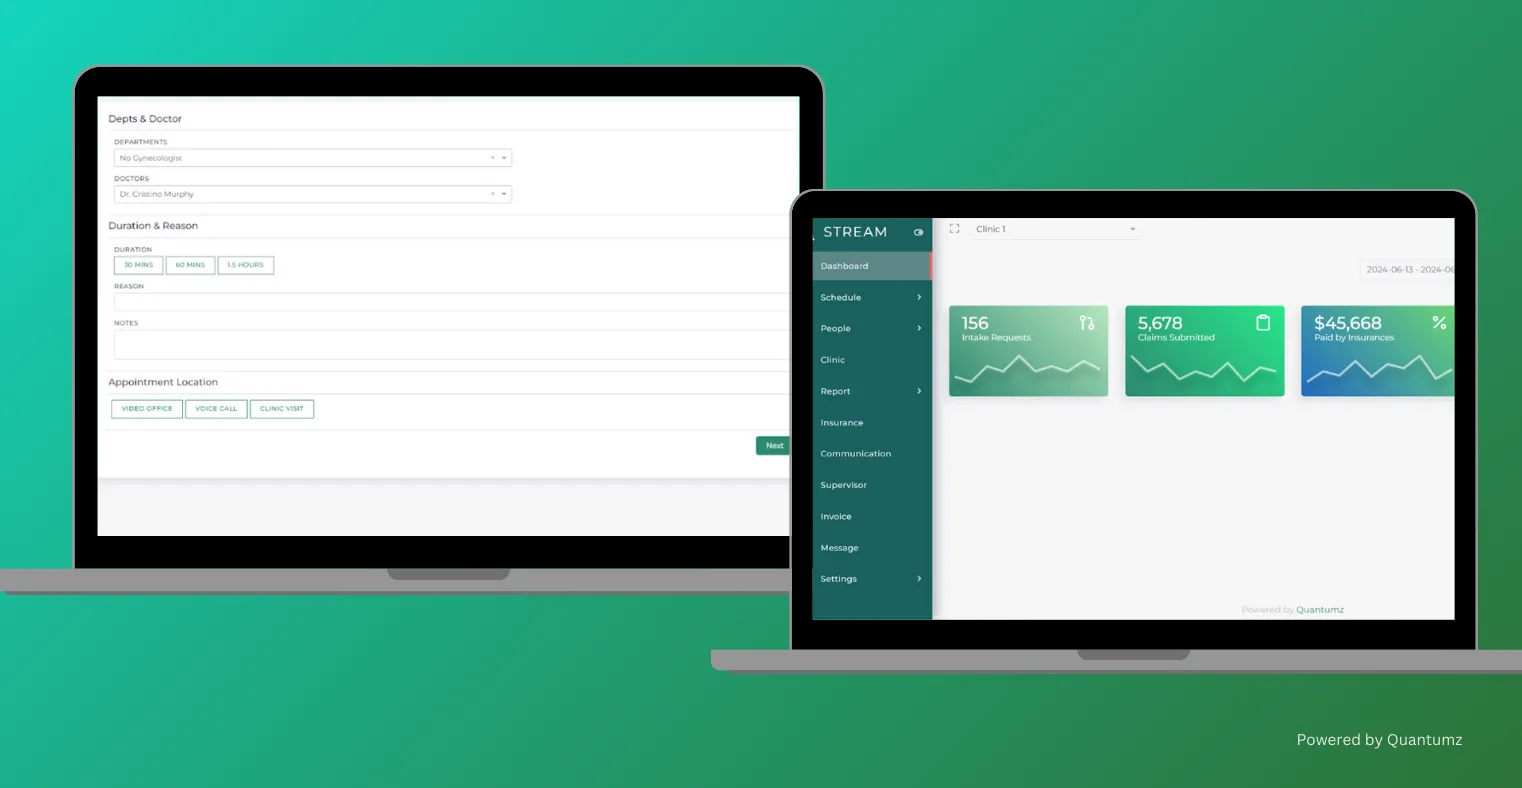 Depts & Doctor
DEPARTMENTS
No Gynecologist
DOCTORS
Dr. Cristino Murphy
Duration & Reason
DURATION
30 MINS 60 MINS 1.5 HOURS
REASON
NOTES
Appointment Location
VIDEO OFFICE VOICE CALL CLINIC VISIT
Next
STREAM
Dashboard
Schedule
People
Clinic
Report
Insurance
Communication
Supervisor
Invoice
Message
Settings
Clinic 1
2024-06-13 - 2024-06
156
Intake Requests
5,678
Claims Submitted
$45,668
Paid by Insurances
Powered by Quantumz
Powered by Quantumz